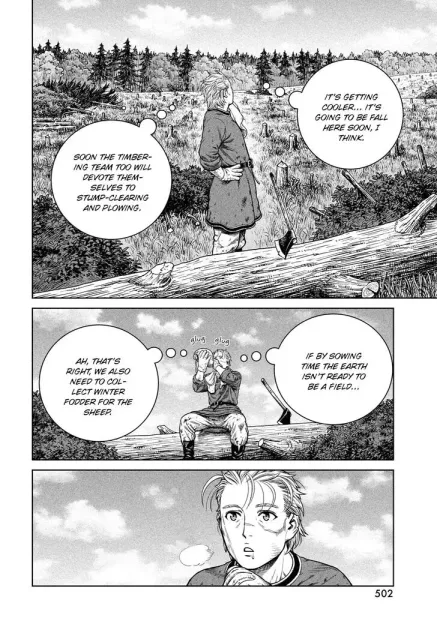 IT'S GETTING
COOLER... IT'S
GOING TO BE FALL
HERE SOON, I
THINK.
SOON THE TIMBER-
ING TEAM TOO WILL
DEVOTE THEM-
SELVES TO
STUMP-CLEARING
AND PLOWING.
IF BY SOWING
TIME THE EARTH
ISN'T READY TO
BE A FIELD...
glug glug
AH, THAT'S
RIGHT, WE ALSO
NEED TO COL-
LECT WINTER
FODDER FOR THE
SHEEP.
502